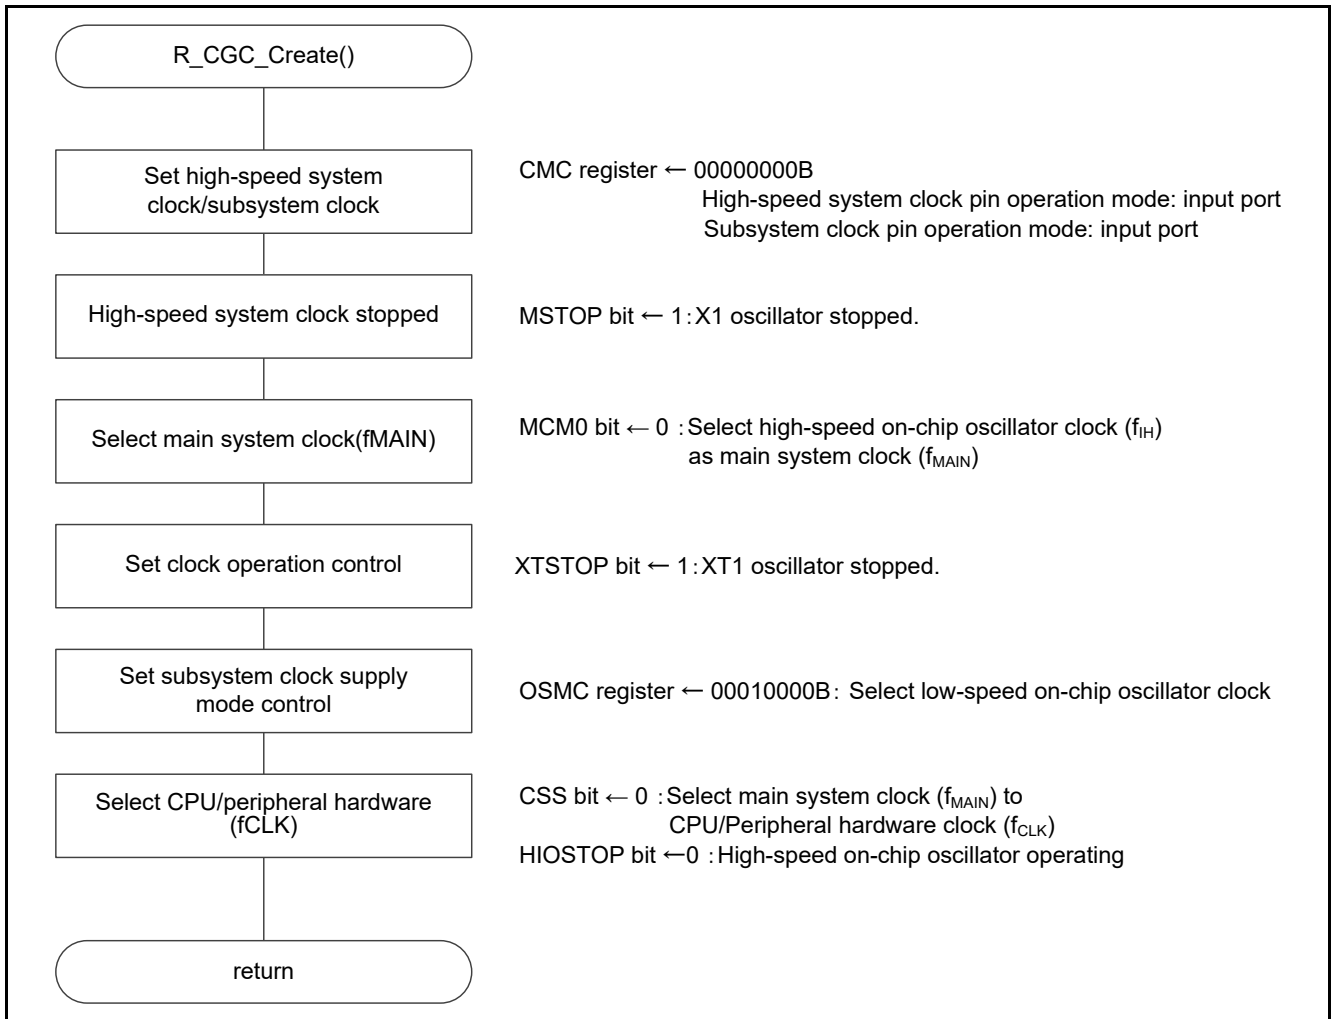 R_CGC_Create()
Set high-speed system
clock/subsystem clock
CMC register ← 00000000B
High-speed system clock pin operation mode: input port
Subsystem clock pin operation mode: input port
High-speed system clock stopped
MSTOP bit ← 1:X1 oscillator stopped.
Select main system clock(fMAIN)
MCM0 bit ← 0 :Select high-speed on-chip oscillator clock (fIH)
as main system clock (fMAIN)
Set clock operation control
XTSTOP bit ← 1:XT1 oscillator stopped.
Set subsystem clock supply
mode control
OSMC register ← 00010000B: Select low-speed on-chip oscillator clock
Select CPU/peripheral hardware
(fCLK)
CSS bit ← 0 :Select main system clock (fMAIN) to
CPU/Peripheral hardware clock (fCLK)
HIOSTOP bit ←0 :High-speed on-chip oscillator operating
return